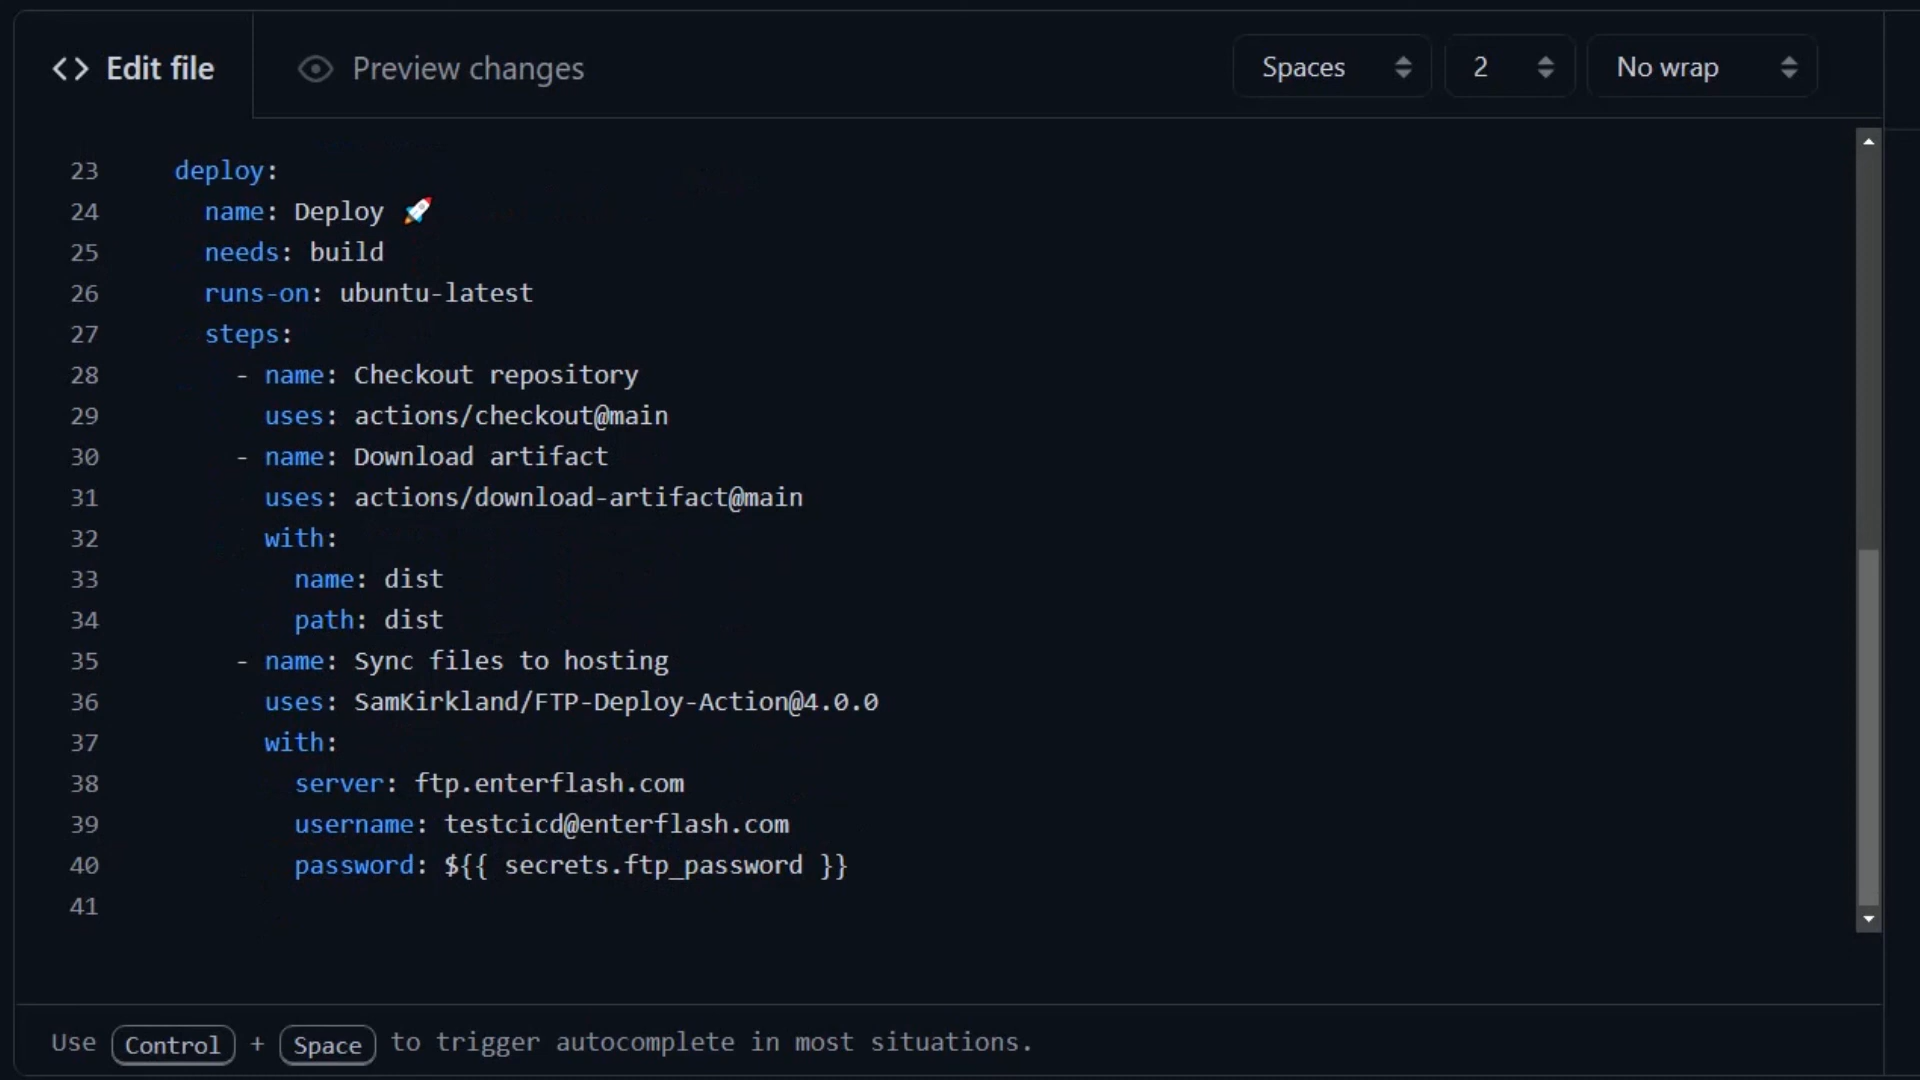 <> Edit file
Preview changes
Spaces
2
No wrap
23 deploy:
24 name: Deploy 🚀
25 needs: build
26 runs-on: ubuntu-latest
27 steps:
28 - name: Checkout repository
29 uses: actions/checkout@main
30 - name: Download artifact
31 uses: actions/download-artifact@main
32 with:
33 name: dist
34 path: dist
35 - name: Sync files to hosting
36 uses: SamKirkland/FTP-Deploy-Action@4.0.0
37 with:
38 server: ftp.enterflash.com
39 username: testcicd@enterflash.com
40 password: ${{ secrets.ftp_password }}
41
Use Control + Space to trigger autocomplete in most situations.